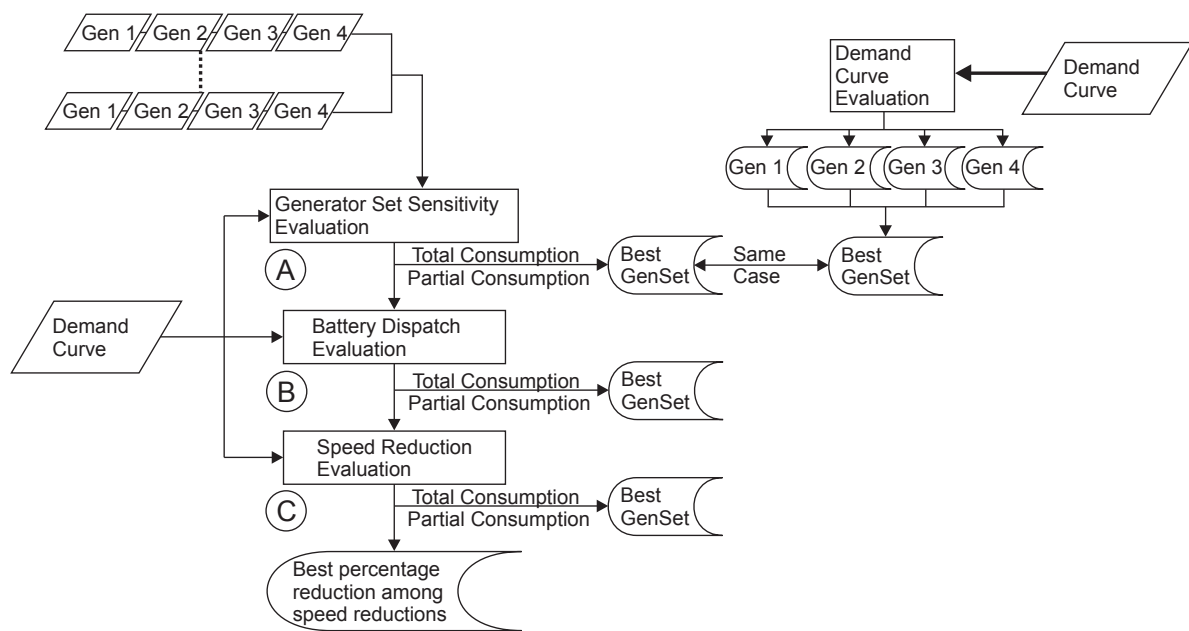 Gen 1 Gen 2 Gen 3 Gen 4
Gen 1 Gen 2 Gen 3 Gen 4
Demand
Curve
Evaluation
Demand
Curve
Gen 1 Gen 2 Gen 3 Gen 4
Generator Set Sensitivity
Evaluation
A
Total Consumption
Partial Consumption
Best
GenSet
Same
Case
Best
GenSet
Demand
Curve
Battery Dispatch
Evaluation
B
Total Consumption
Partial Consumption
Best
GenSet
Speed Reduction
Evaluation
C
Total Consumption
Partial Consumption
Best
GenSet
Best percentage
reduction among
speed reductions